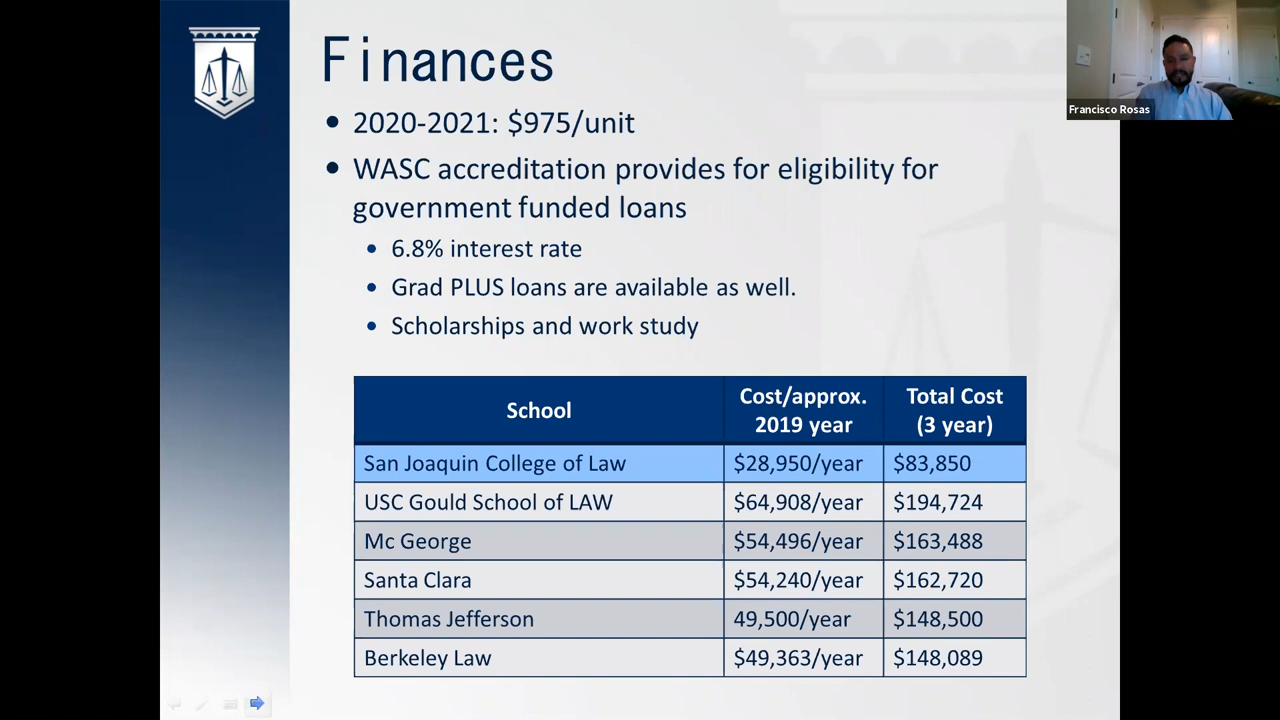 Finances
• 2020-2021: $975/unit
• WASC accreditation provides for eligibility for
government funded loans
• 6.8% interest rate
• Grad PLUS loans are available as well.
• Scholarships and work study
School Cost/approx. 2019 year Total Cost (3 year)
San Joaquin College of Law $28,950/year $83,850
USC Gould School of LAW $64,908/year $194,724
Mc George $54,496/year $163,488
Santa Clara $54,240/year $162,720
Thomas Jefferson 49,500/year $148,500
Berkeley Law $49,363/year $148,089
Francisco Rosas